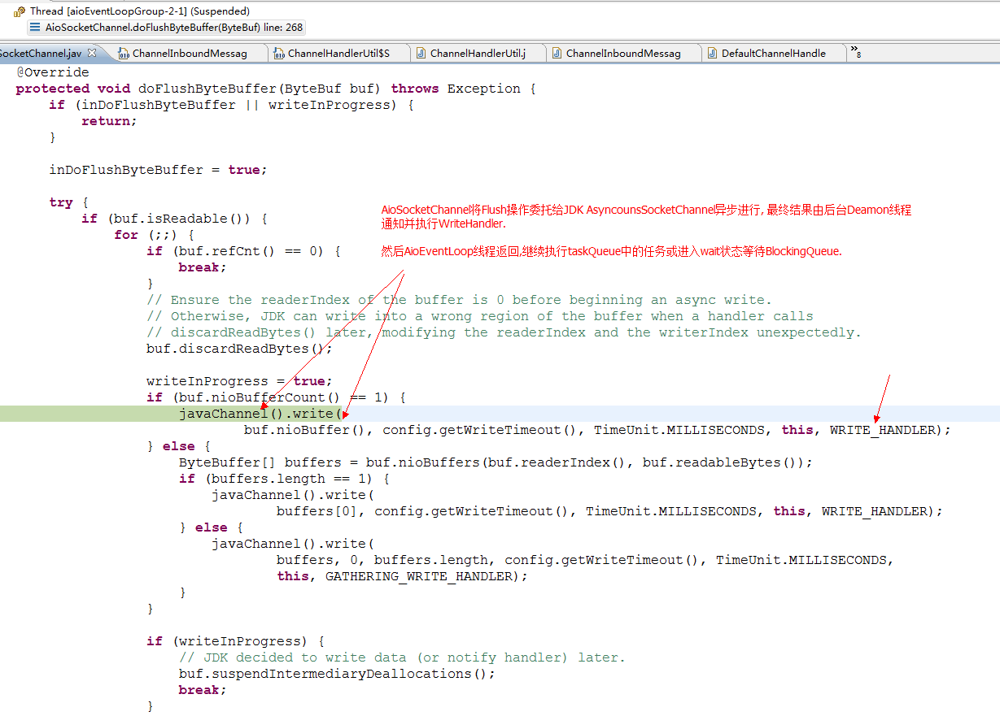 Thread [aioEventLoopGroup-2-1] (Suspended)
AioSocketChannel.doFlushByteBuffer(ByteBuf) line: 268
SocketChannel.jav ChannelInboundMessag ChannelHandlerUtil$S ChannelHandlerUtil.j ChannelInboundMessag DefaultChannelHandle »8
@Override
protected void doFlushByteBuffer(ByteBuf buf) throws Exception {
if (inDoFlushByteBuffer || writeInProgress) {
return;
}
inDoFlushByteBuffer = true;
try {
AioSocketChannel将Flush操作委托给JDK AsyncounsSocketChannel异步进行, 最终结果由后台Deamon线程
if (buf.isReadable()) {
通知并执行WriteHandler.
for (;;) {
if (buf.refCnt() == 0) {
然后AioEventLoop线程返回,继续执行taskQueue中的任务或进入wait状态等待BlockingQueue.
break;
}
// Ensure the readerIndex of the buffer is 0 before beginning an async write.
// Otherwise, JDK can write into a wrong region of the buffer when a handler calls
// discardReadBytes() later, modifying the readerIndex and the writerIndex unexpectedly.
buf.discardReadBytes();
writeInProgress = true;
if (buf.nioBufferCount() == 1) {
javaChannel().write(
buf.nioBuffer(), config.getWriteTimeout(), TimeUnit.MILLISECONDS, this, WRITE_HANDLER);
} else {
ByteBuffer[] buffers = buf.nioBuffers(buf.readerIndex(), buf.readableBytes());
if (buffers.length == 1) {
javaChannel().write(
buffers[0], config.getWriteTimeout(), TimeUnit.MILLISECONDS, this, WRITE_HANDLER);
} else {
javaChannel().write(
buffers, 0, buffers.length, config.getWriteTimeout(), TimeUnit.MILLISECONDS,
this, GATHERING_WRITE_HANDLER);
}
}
if (writeInProgress) {
// JDK decided to write data (or notify handler) later.
buf.suspendIntermediaryDeallocations();
break;
}